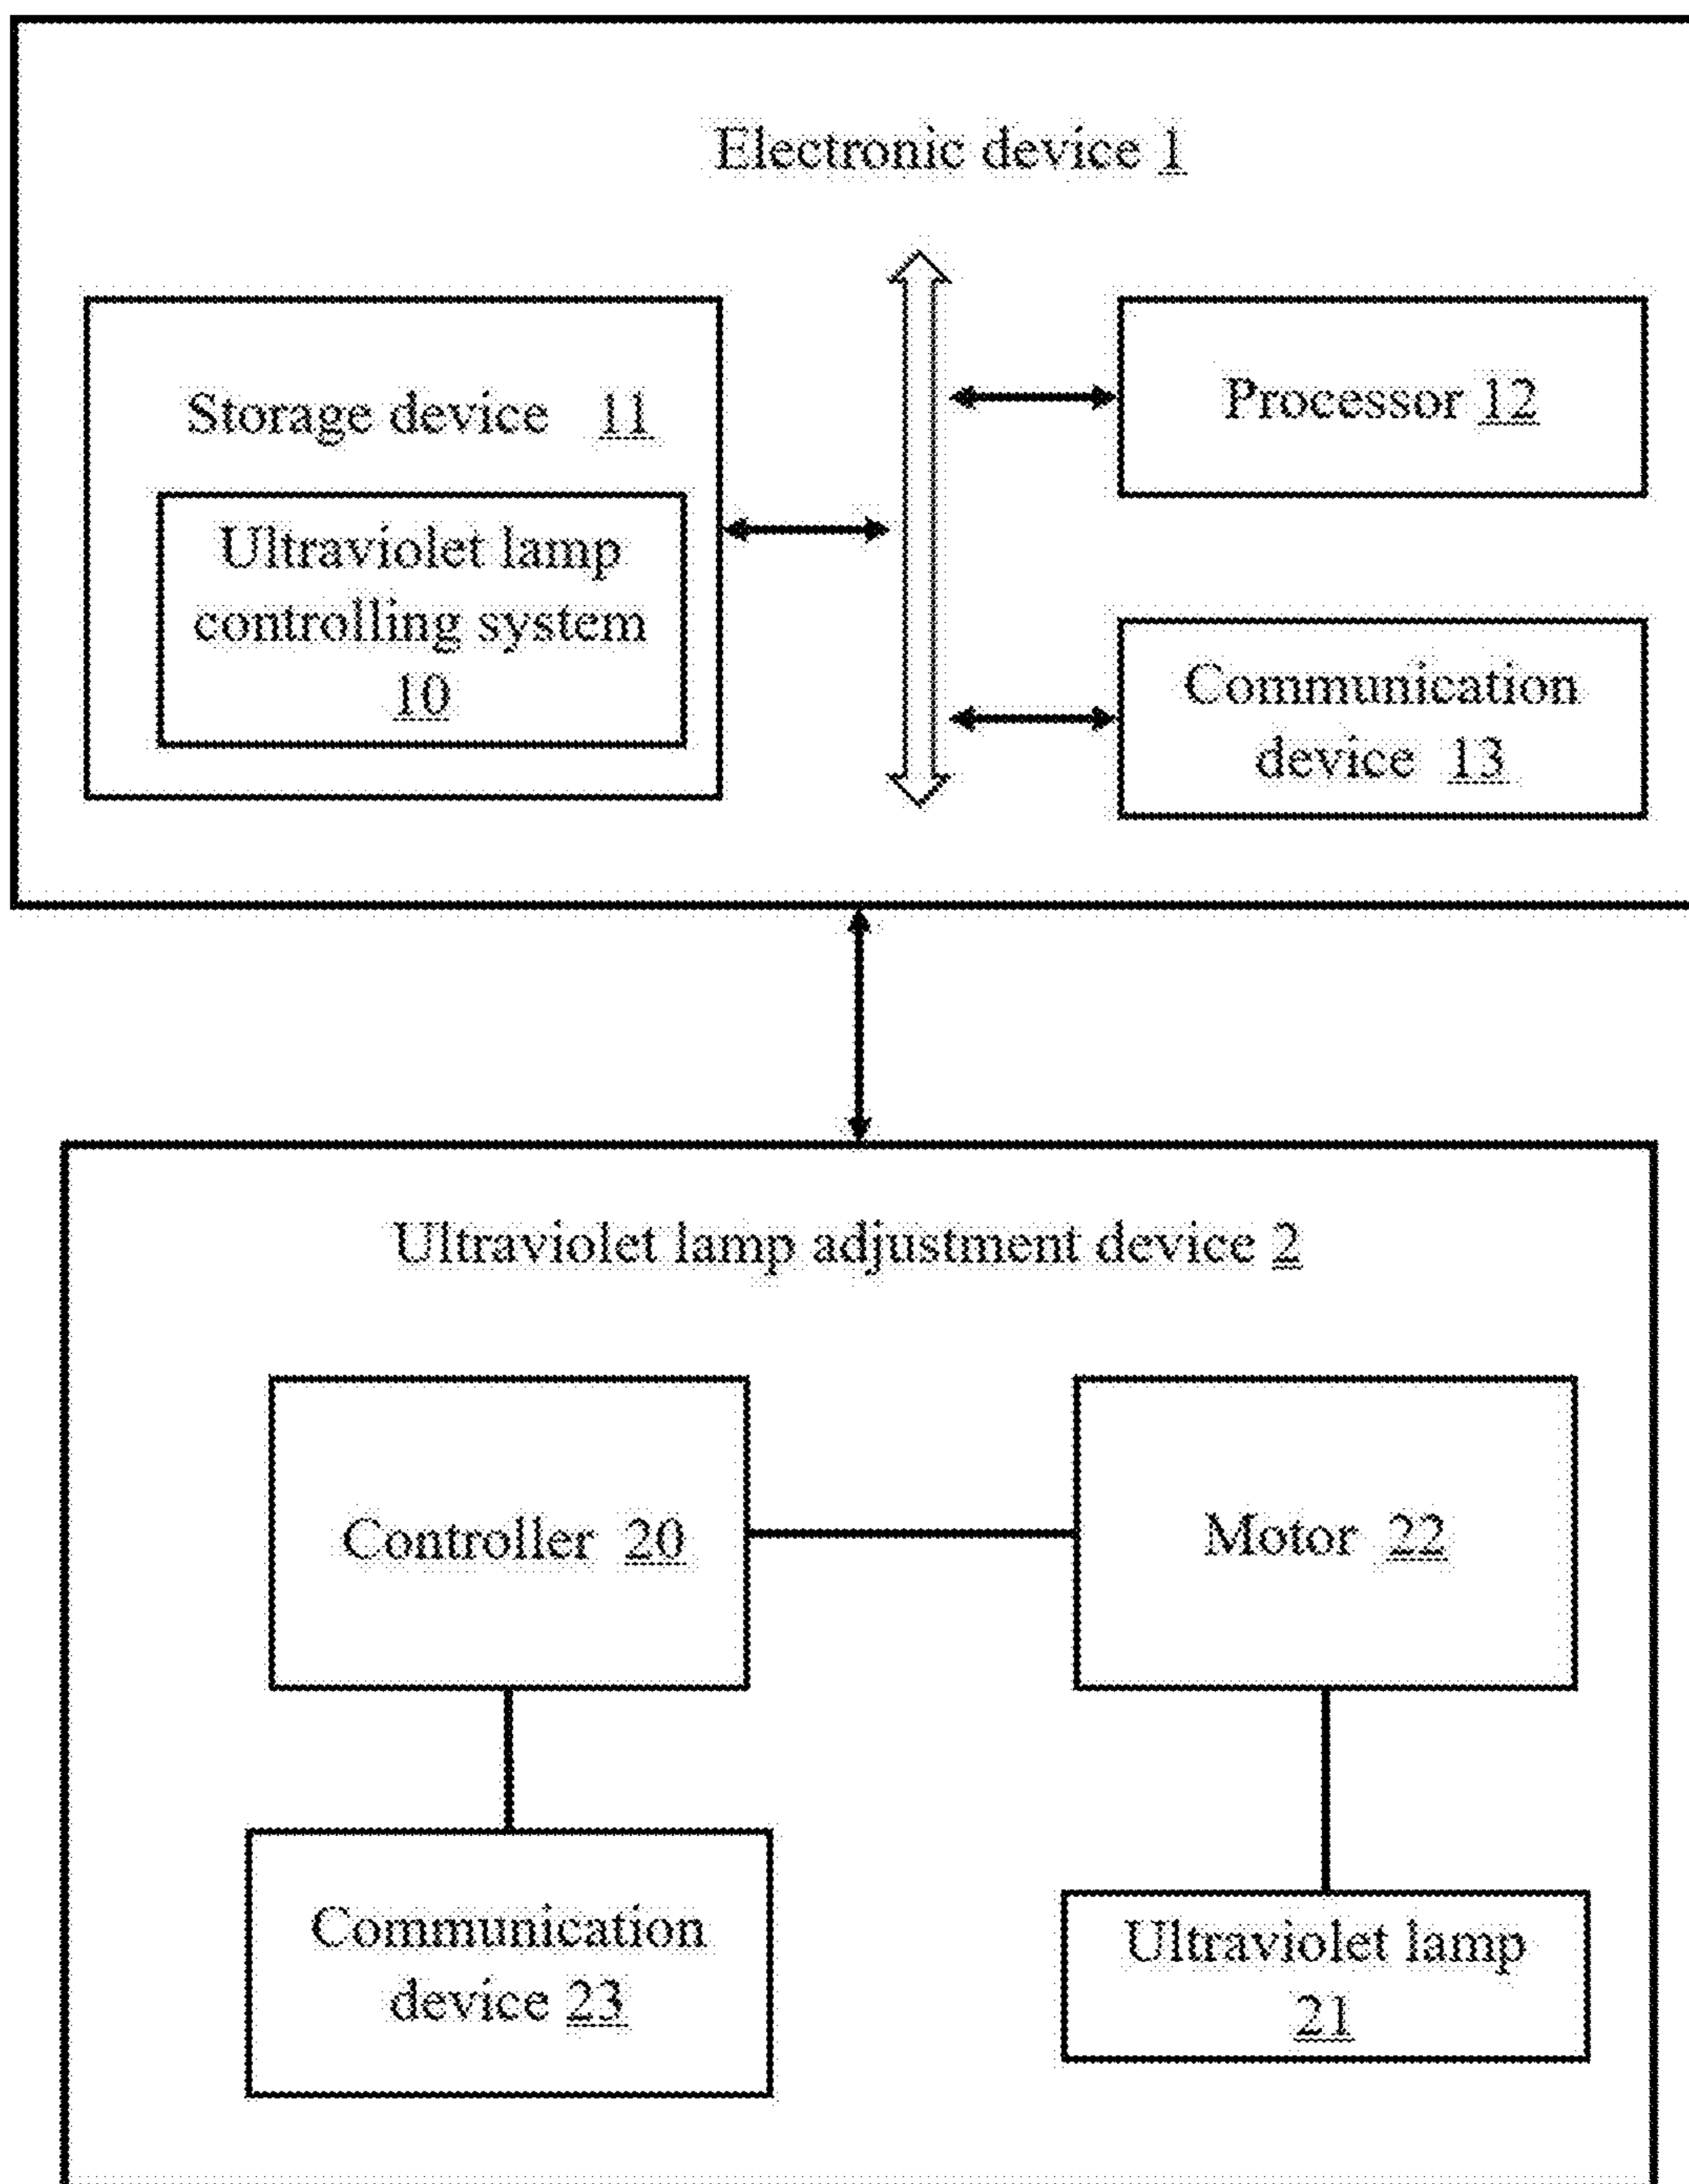 Electronic device 1
Storage device 11
Ultraviolet lamp
controlling system
10
Processor 12
Communication
device 13
Ultraviolet lamp adjustment device 2
Controller 20
Motor 22
Communication
device 23
Ultraviolet lamp
21